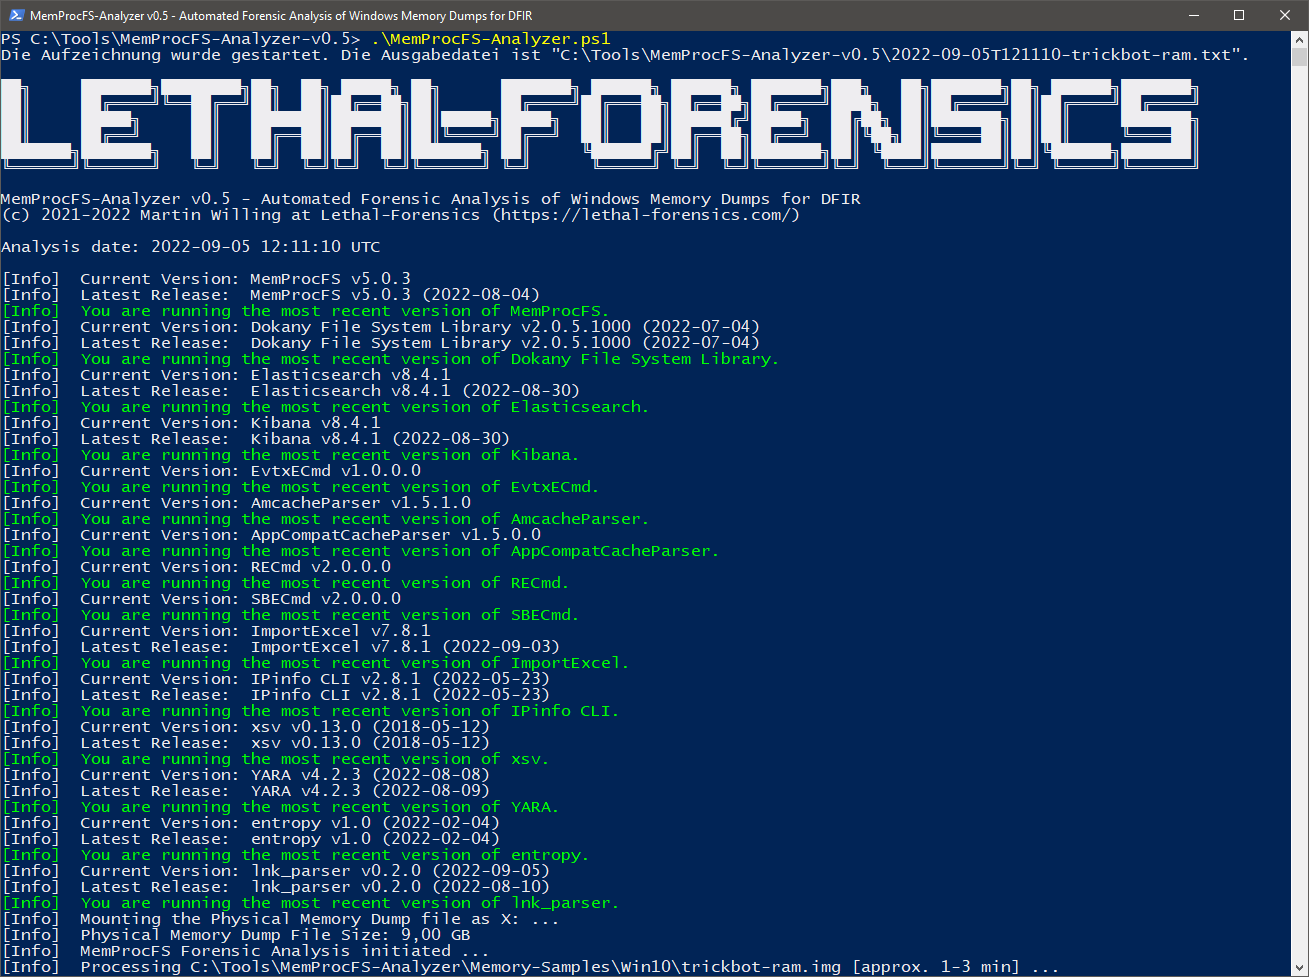 MemProcFS-Analyzer v0.5 - Automated Forensic Analysis of Windows Memory Dumps for DFIR
PS C:\Tools\MemProcFS-Analyzer-v0.5> .\MemProcFS-Analyzer.ps1
Die Aufzeichnung wurde gestartet. Die Ausgabedatei ist "C:\Tools\MemProcFS-Analyzer-v0.5\2022-09-05T121110-trickbot-ram.txt".
LETHAL-FORENSICS
MemProcFS-Analyzer v0.5 - Automated Forensic Analysis of Windows Memory Dumps for DFIR
(c) 2021-2022 Martin Willing at Lethal-Forensics (https://lethal-forensics.com/)
Analysis date: 2022-09-05 12:11:10 UTC
[Info]  Current Version: MemProcFS v5.0.3
[Info]  Latest Release:  MemProcFS v5.0.3 (2022-08-04)
[Info]  You are running the most recent version of MemProcFS.
[Info]  Current Version: Dokany File System Library v2.0.5.1000 (2022-07-04)
[Info]  Latest Release:  Dokany File System Library v2.0.5.1000 (2022-07-04)
[Info]  You are running the most recent version of Dokany File System Library.
[Info]  Current Version: Elasticsearch v8.4.1
[Info]  Latest Release:  Elasticsearch v8.4.1 (2022-08-30)
[Info]  You are running the most recent version of Elasticsearch.
[Info]  Current Version: Kibana v8.4.1
[Info]  Latest Release:  Kibana v8.4.1 (2022-08-30)
[Info]  You are running the most recent version of Kibana.
[Info]  Current Version: EvtxECmd v1.0.0.0
[Info]  You are running the most recent version of EvtxECmd.
[Info]  Current Version: AmcacheParser v1.5.1.0
[Info]  You are running the most recent version of AmcacheParser.
[Info]  Current Version: AppCompatCacheParser v1.5.0.0
[Info]  You are running the most recent version of AppCompatCacheParser.
[Info]  Current Version: RECmd v2.0.0.0
[Info]  You are running the most recent version of RECmd.
[Info]  Current Version: SBECmd v2.0.0.0
[Info]  You are running the most recent version of SBECmd.
[Info]  Current Version: ImportExcel v7.8.1
[Info]  Latest Release:  ImportExcel v7.8.1 (2022-09-03)
[Info]  You are running the most recent version of ImportExcel.
[Info]  Current Version: IPinfo CLI v2.8.1 (2022-05-23)
[Info]  Latest Release:  IPinfo CLI v2.8.1 (2022-05-23)
[Info]  You are running the most recent version of IPinfo CLI.
[Info]  Current Version: xsv v0.13.0 (2018-05-12)
[Info]  Latest Release:  xsv v0.13.0 (2018-05-12)
[Info]  You are running the most recent version of xsv.
[Info]  Current Version: YARA v4.2.3 (2022-08-08)
[Info]  Latest Release:  YARA v4.2.3 (2022-08-09)
[Info]  You are running the most recent version of YARA.
[Info]  Current Version: entropy v1.0 (2022-02-04)
[Info]  Latest Release:  entropy v1.0 (2022-02-04)
[Info]  You are running the most recent version of entropy.
[Info]  Current Version: lnk_parser v0.2.0 (2022-09-05)
[Info]  Latest Release:  lnk_parser v0.2.0 (2022-08-10)
[Info]  You are running the most recent version of lnk_parser.
[Info]  Mounting the Physical Memory Dump file as X: ...
[Info]  Physical Memory Dump File Size: 9,00 GB
[Info]  MemProcFS Forensic Analysis initiated ...
[Info]  Processing C:\Tools\MemProcFS-Analyzer\Memory-Samples\Win10\trickbot-ram.img [approx. 1-3 min] ...